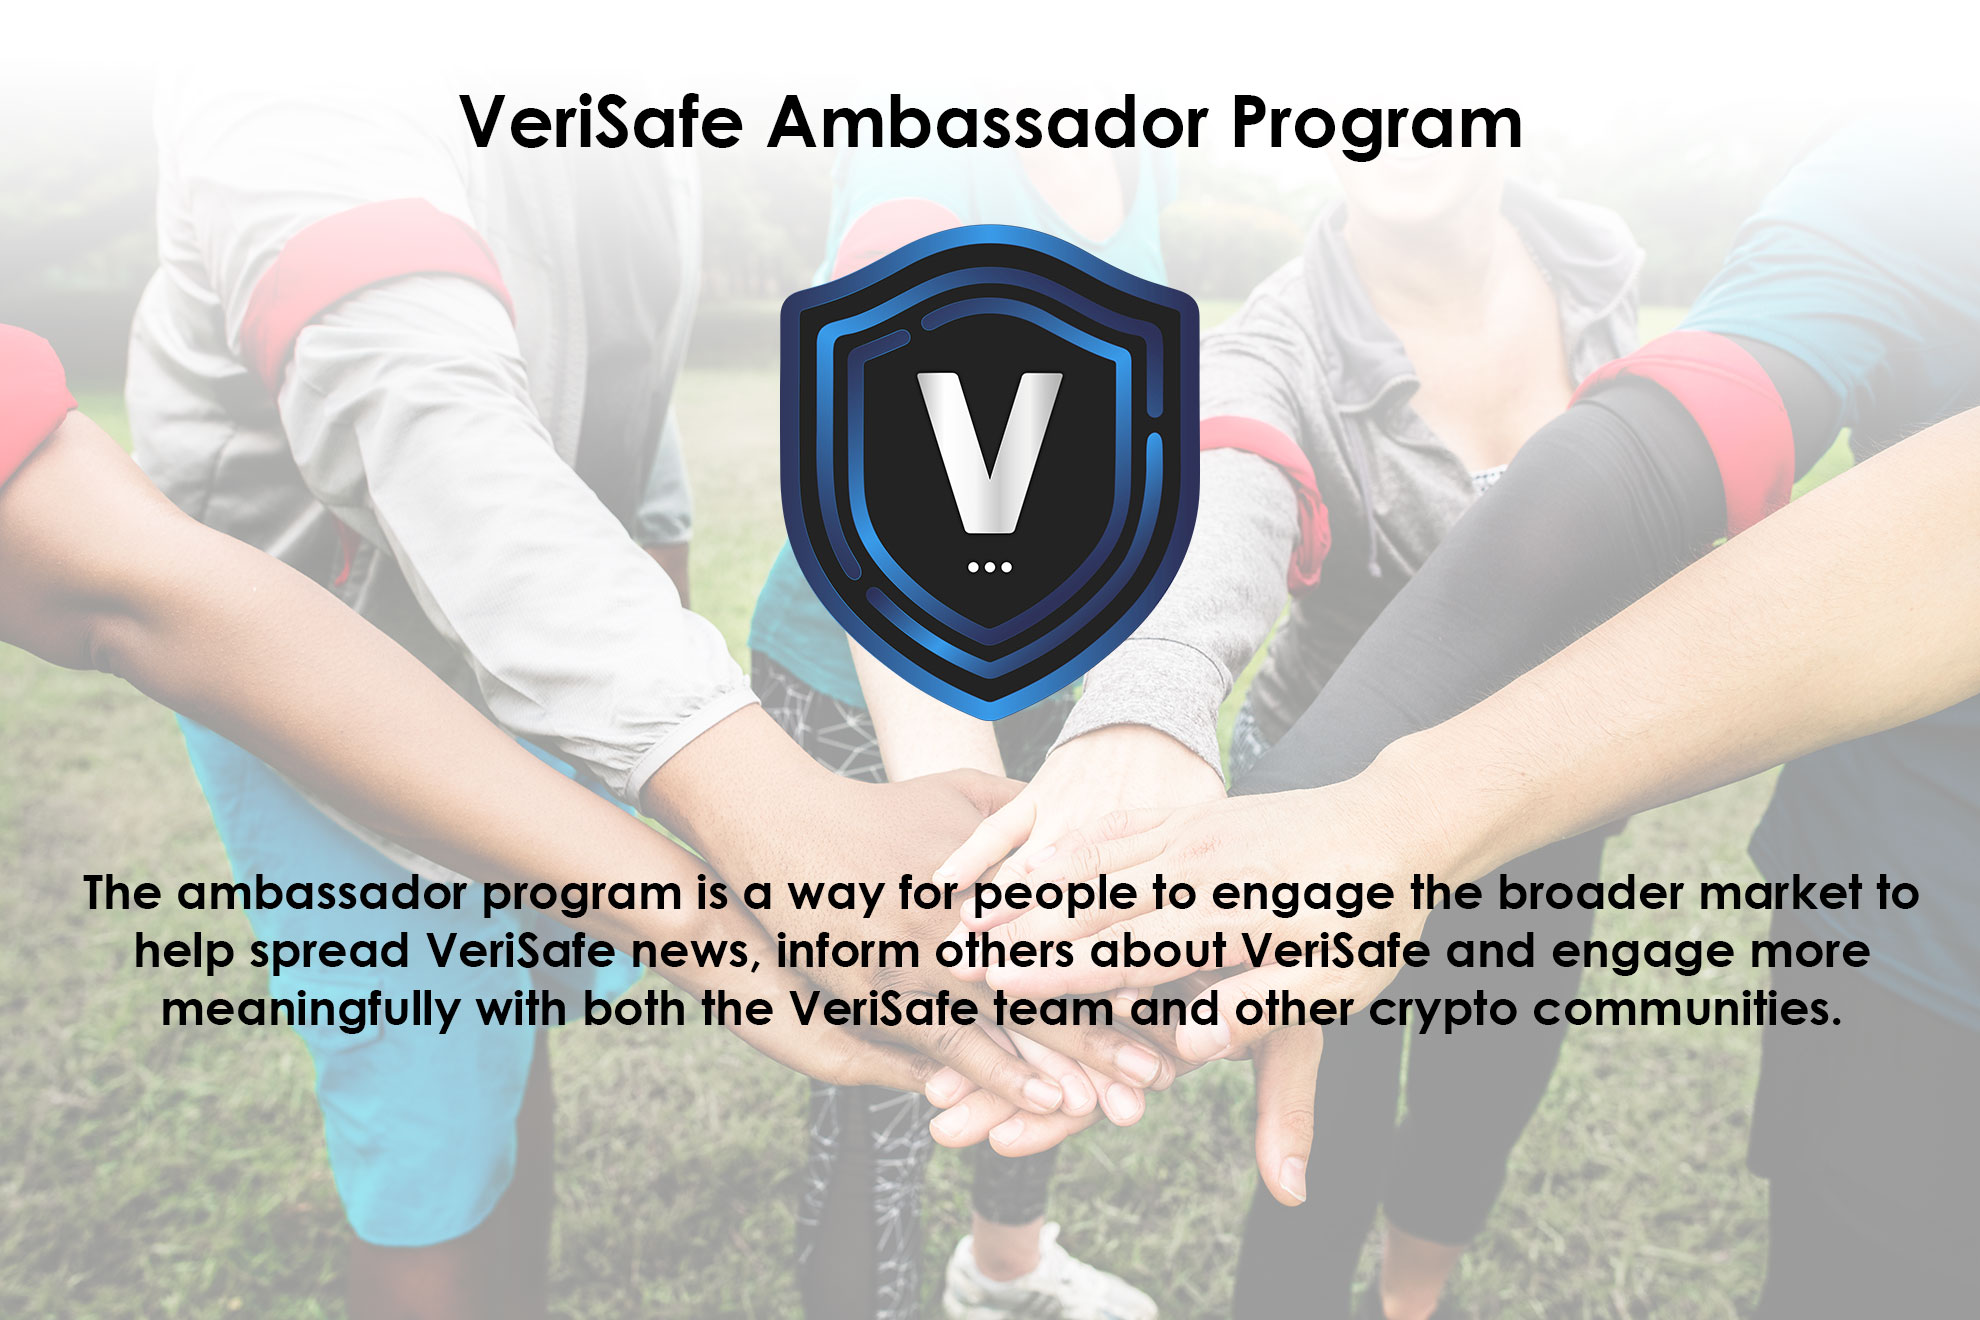 VeriSafe Ambassador Program
V
The ambassador program is a way for people to engage the broader market to
help spread VeriSafe news, inform others about VeriSafe and engage more
meaningfully with both the VeriSafe team and other crypto communities.